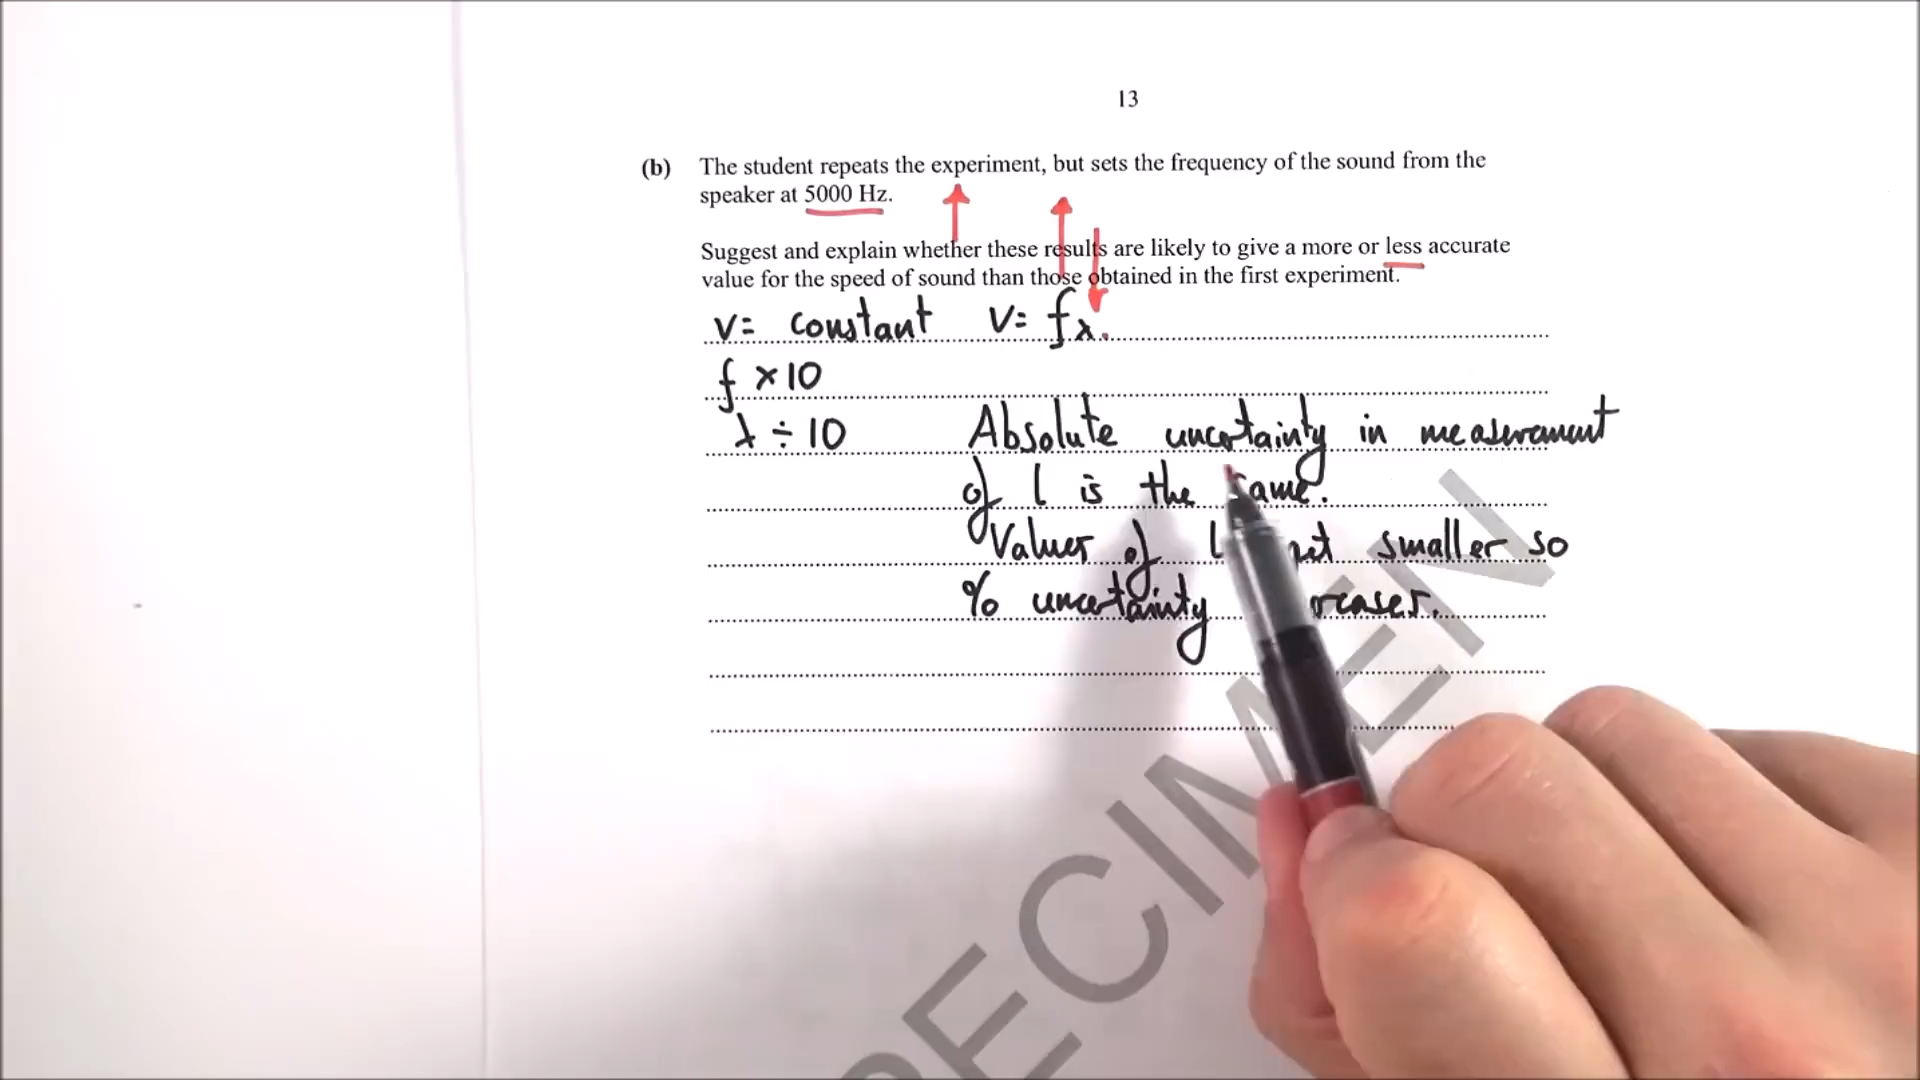 13
(b) The student repeats the experiment, but sets the frequency of the sound from the
speaker at 5000 Hz.
Suggest and explain whether these results are likely to give a more or less accurate
value for the speed of sound than those obtained in the first experiment.
v= constant v= fλ.
f ×10
λ ÷ 10 Absolute uncertainty in measurement
of l is the same.
Values of l smaller so
% uncertainty
SPECIMEN